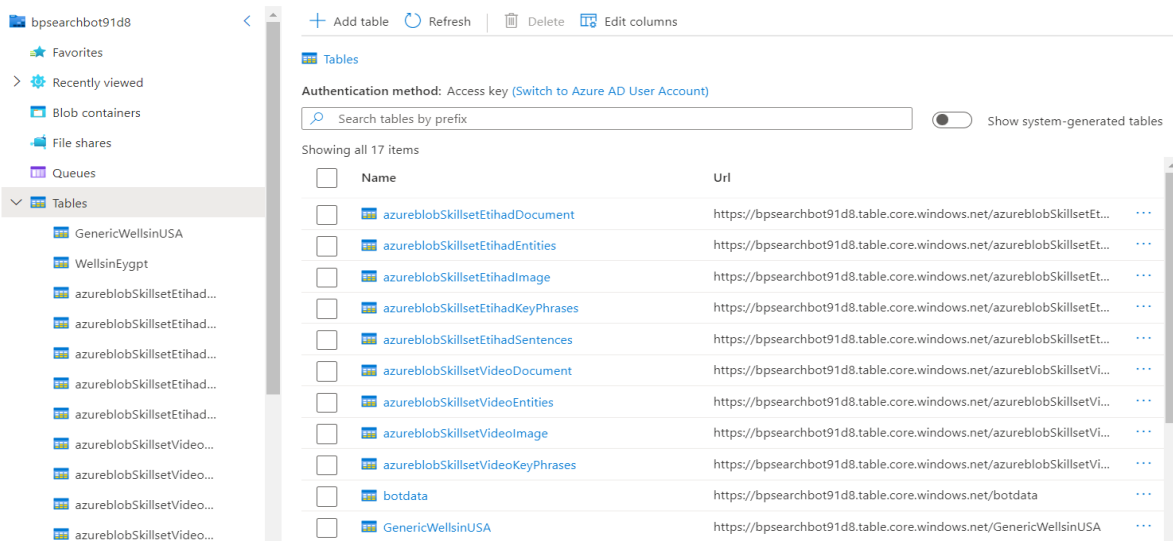 bpsearchbot91d8
Favorites
Recently viewed
Blob containers
File shares
Queues
Tables
GenericWellsinUSA
WellsinEygpt
azureblobSkillsetEtihad...
azureblobSkillsetEtihad...
azureblobSkillsetEtihad...
azureblobSkillsetEtihad...
azureblobSkillsetEtihad...
azureblobSkillsetVideo...
azureblobSkillsetVideo...
azureblobSkillsetVideo...
azureblobSkillsetVideo...
Add table Refresh Delete Edit columns
Tables
Authentication method: Access key (Switch to Azure AD User Account)
Search tables by prefix
Show system-generated tables
Showing all 17 items
Name Url
azureblobSkillsetEtihadDocument https://bpsearchbot91d8.table.core.windows.net/azureblobSkillsetEt...
azureblobSkillsetEtihadEntities https://bpsearchbot91d8.table.core.windows.net/azureblobSkillsetEt...
azureblobSkillsetEtihadImage https://bpsearchbot91d8.table.core.windows.net/azureblobSkillsetEt...
azureblobSkillsetEtihadKeyPhrases https://bpsearchbot91d8.table.core.windows.net/azureblobSkillsetEt...
azureblobSkillsetEtihadSentences https://bpsearchbot91d8.table.core.windows.net/azureblobSkillsetEt...
azureblobSkillsetVideoDocument https://bpsearchbot91d8.table.core.windows.net/azureblobSkillsetVi...
azureblobSkillsetVideoEntities https://bpsearchbot91d8.table.core.windows.net/azureblobSkillsetVi...
azureblobSkillsetVideoImage https://bpsearchbot91d8.table.core.windows.net/azureblobSkillsetVi...
azureblobSkillsetVideoKeyPhrases https://bpsearchbot91d8.table.core.windows.net/azureblobSkillsetVi...
botdata https://bpsearchbot91d8.table.core.windows.net/botdata
GenericWellsinUSA https://bpsearchbot91d8.table.core.windows.net/GenericWellsinUSA